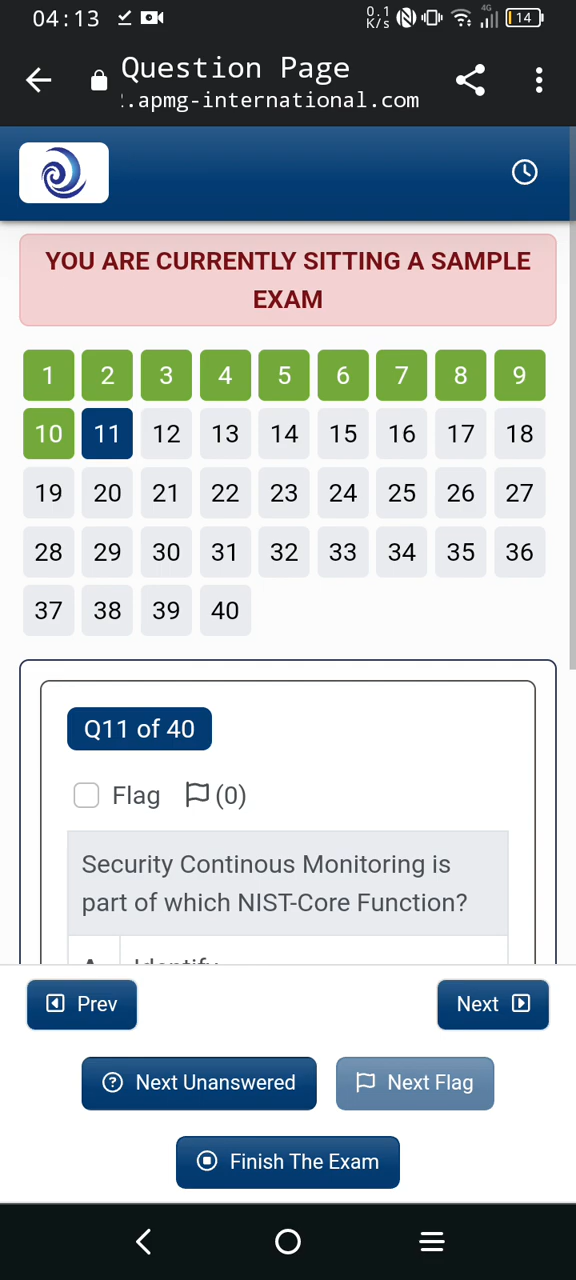 04:13
0.1
K/s
4G
14
Question Page
!.apmg-international.com
YOU ARE CURRENTLY SITTING A SAMPLE
EXAM
1 2 3 4 5 6 7 8 9
10 11 12 13 14 15 16 17 18
19 20 21 22 23 24 25 26 27
28 29 30 31 32 33 34 35 36
37 38 39 40
Q11 of 40
Flag (0)
Security Continous Monitoring is
part of which NIST-Core Function?
A Identify
Prev Next
Next Unanswered Next Flag
Finish The Exam